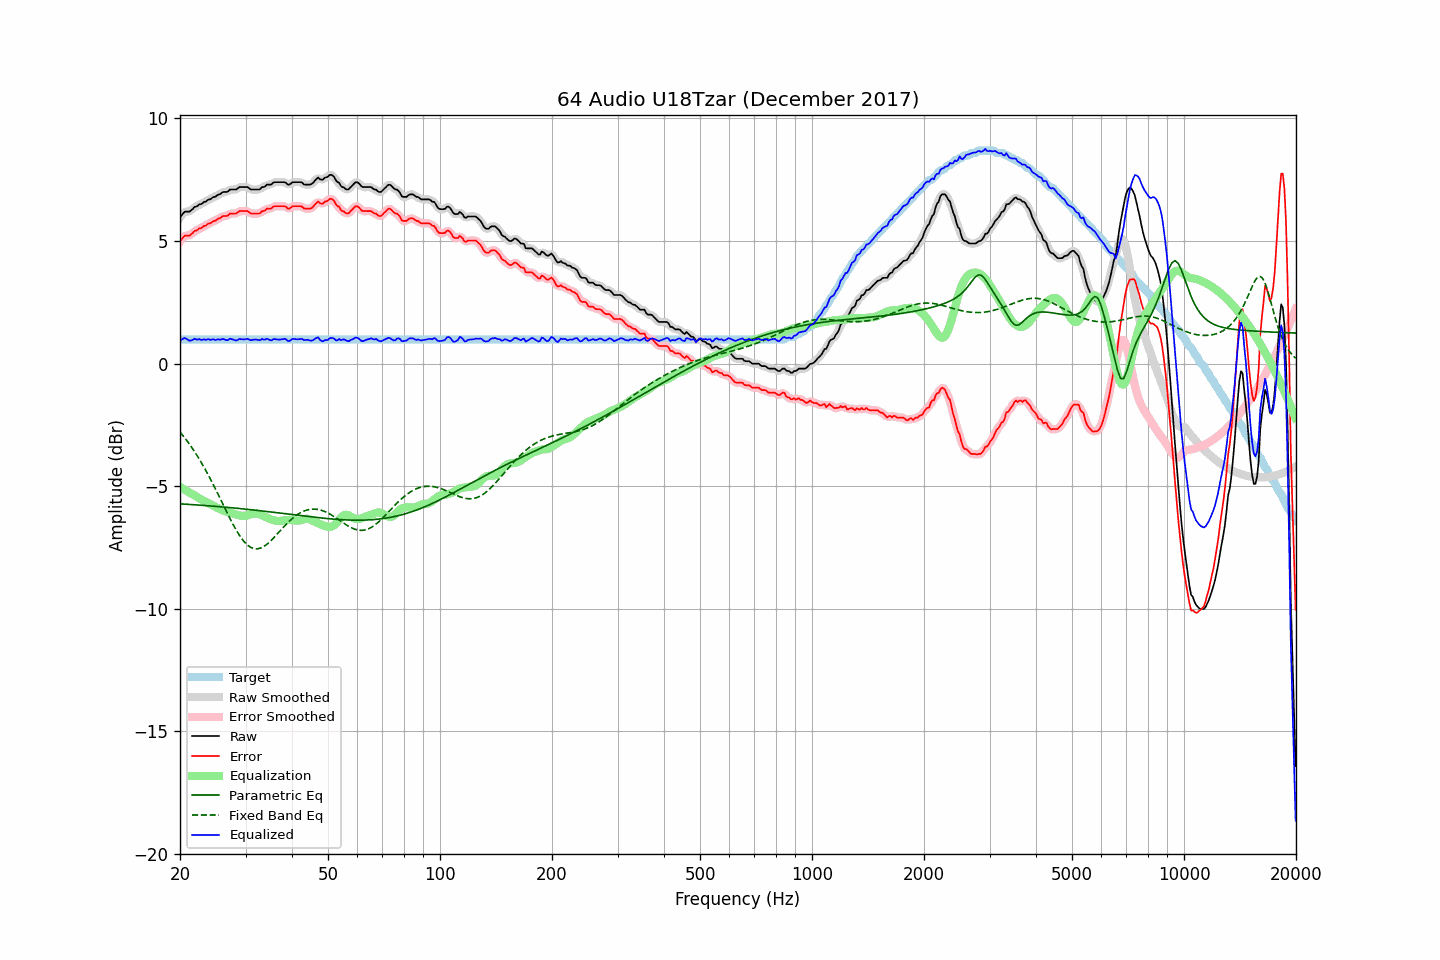 64 Audio U18Tzar (December 2017)
10
5
0
−5
−10
−15
−20
Amplitude (dBr)
Target
Raw Smoothed
Error Smoothed
Raw
Error
Equalization
Parametric Eq
Fixed Band Eq
Equalized
20 50 100 200 500 1000 2000 5000 10000 20000
Frequency (Hz)